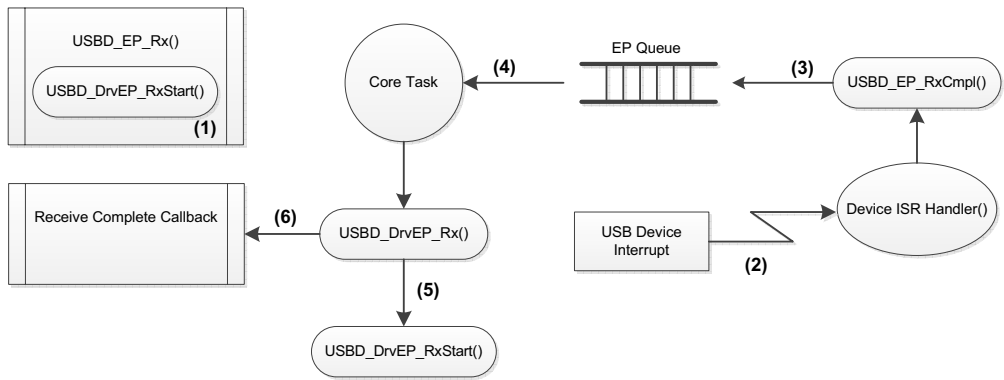 USBD_EP_Rx()
USBD_DrvEP_RxStart()
(1)
Core Task
(4)
EP Queue
(3)
USBD_EP_RxCmpl()
Receive Complete Callback
(6)
USBD_DrvEP_Rx()
USB Device
Interrupt
(2)
Device ISR Handler()
(5)
USBD_DrvEP_RxStart()